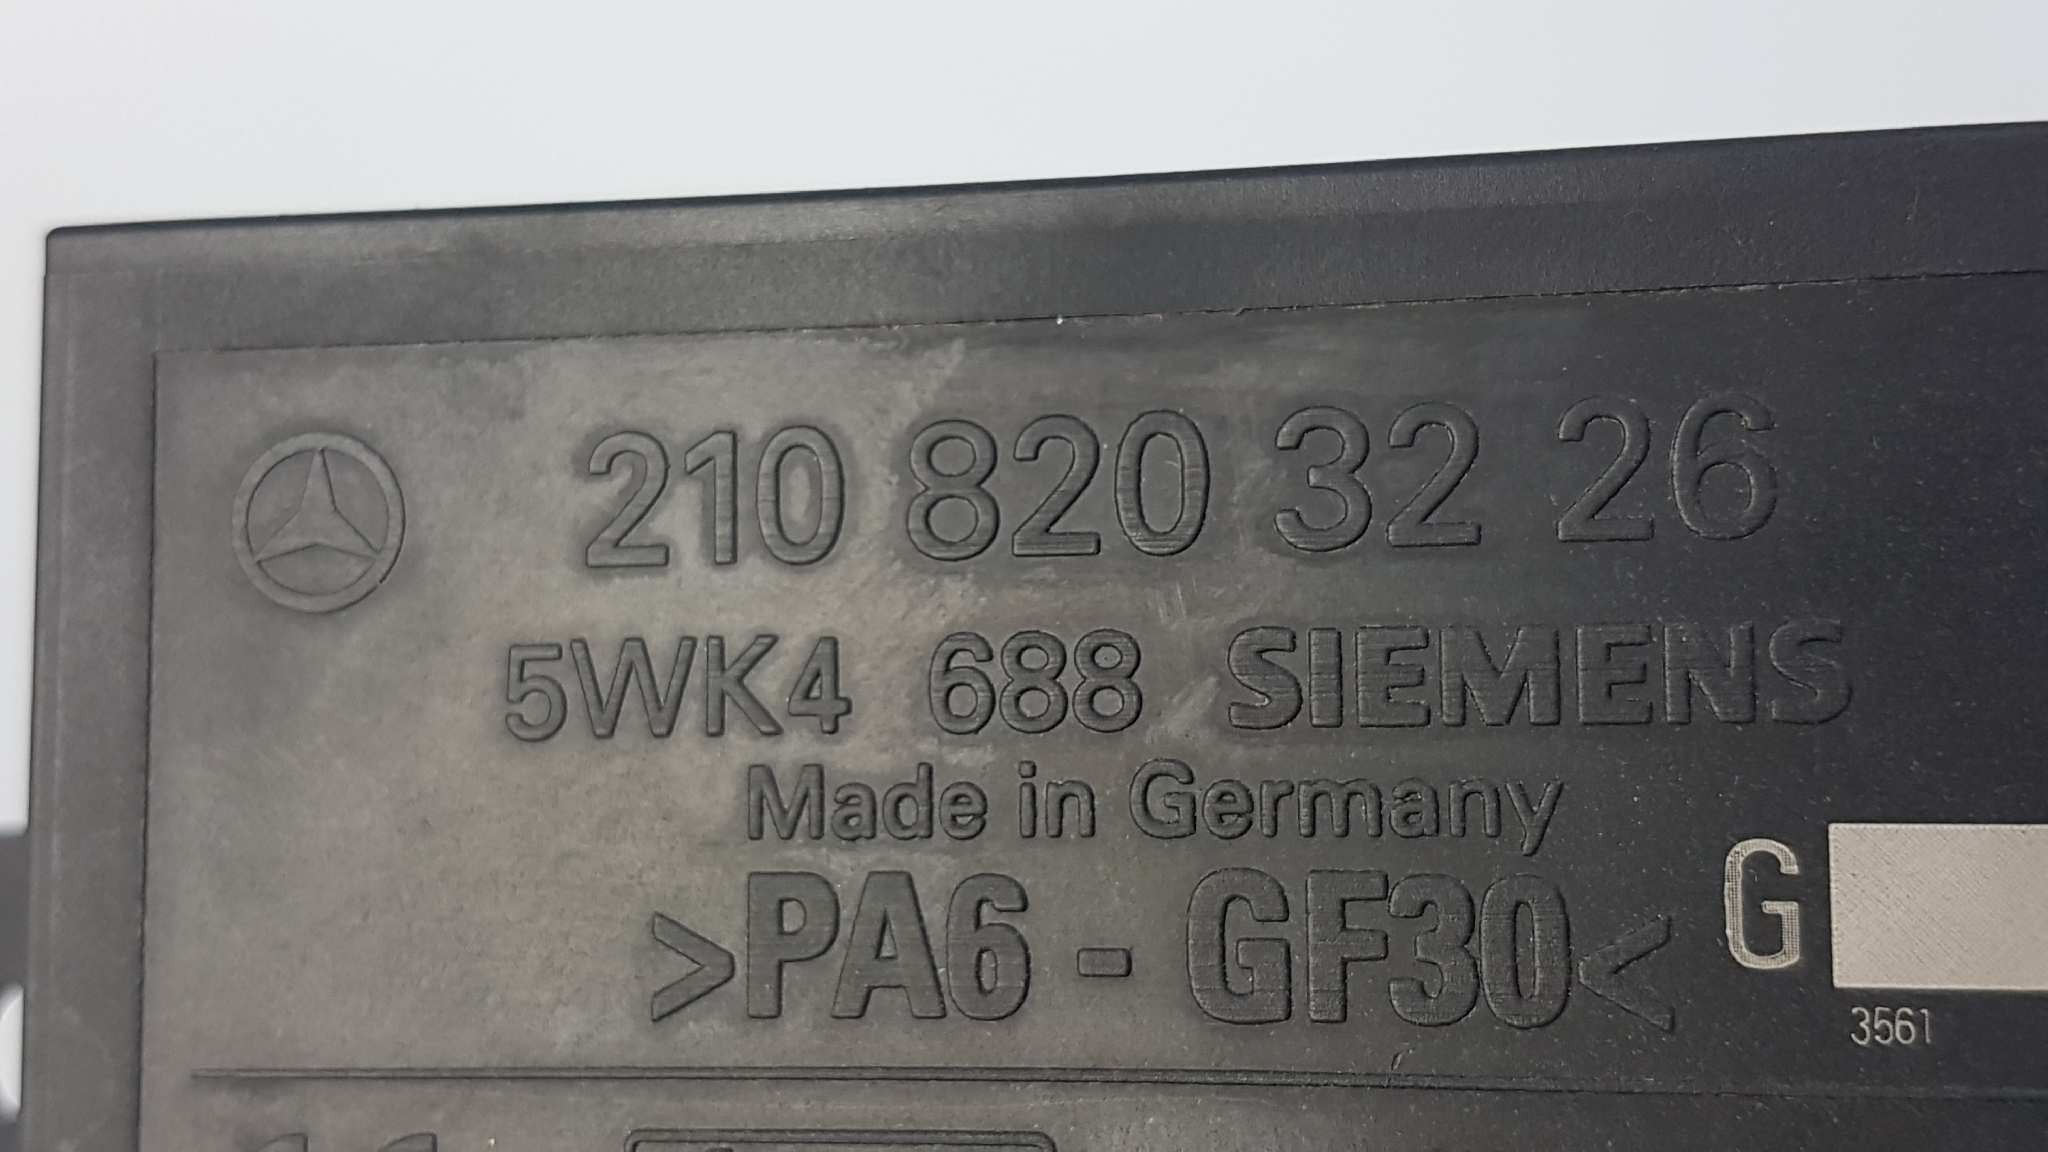 210 820 32 26
5WK4 688 SIEMENS
Made in Germany
>PA6 - GF30<
G
3561